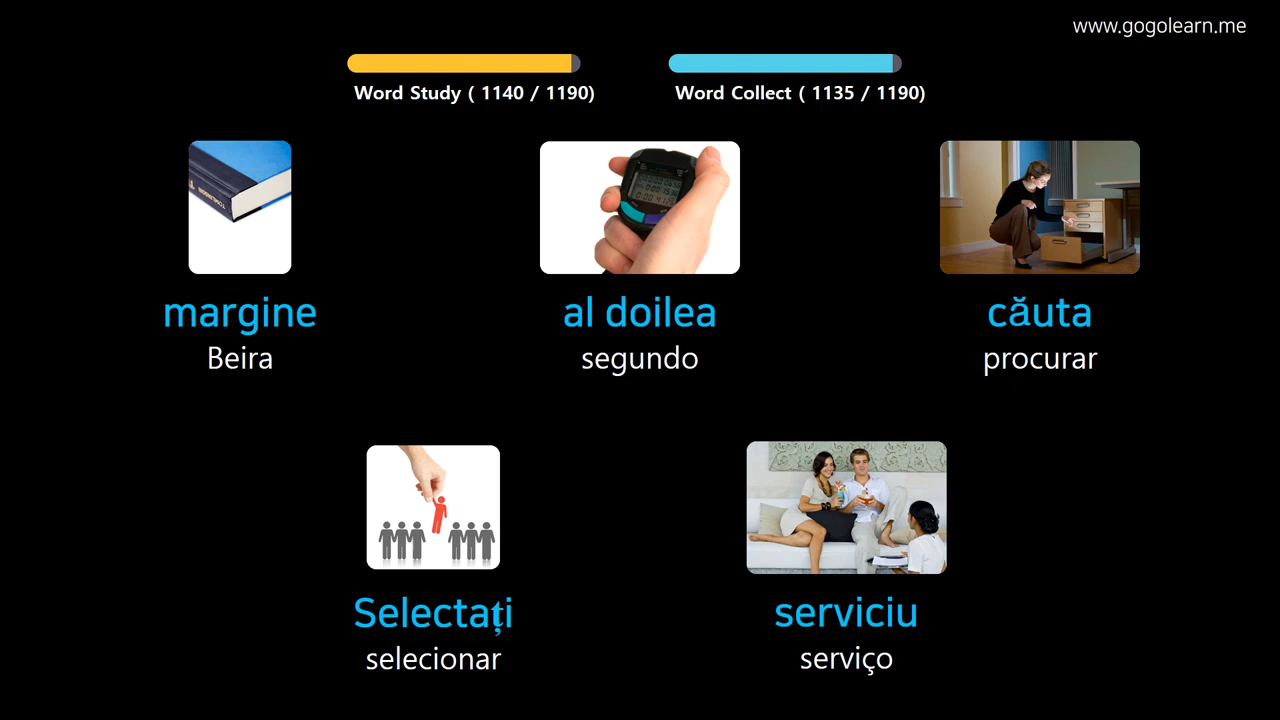 www.gogolearn.me
Word Study ( 1140 / 1190)
Word Collect ( 1135 / 1190)
margine
Beira
al doilea
segundo
căuta
procurar
Selectați
selecionar
serviciu
serviço